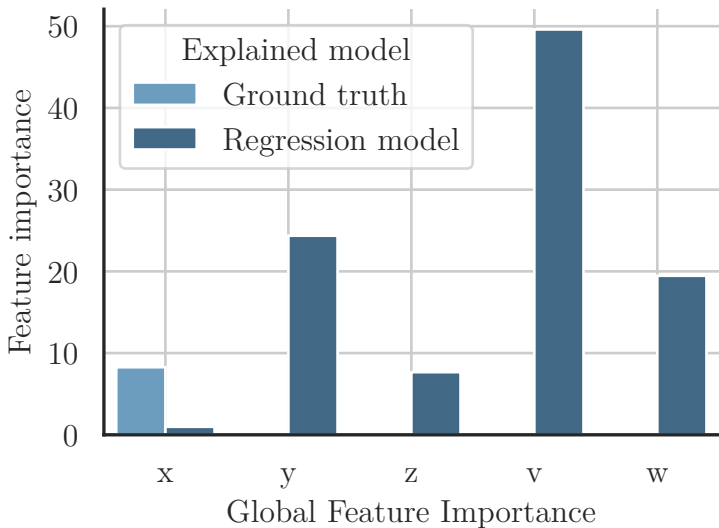 Feature importance
50
40
30
20
10
0
Explained model
Ground truth
Regression model
x y z v w
Global Feature Importance